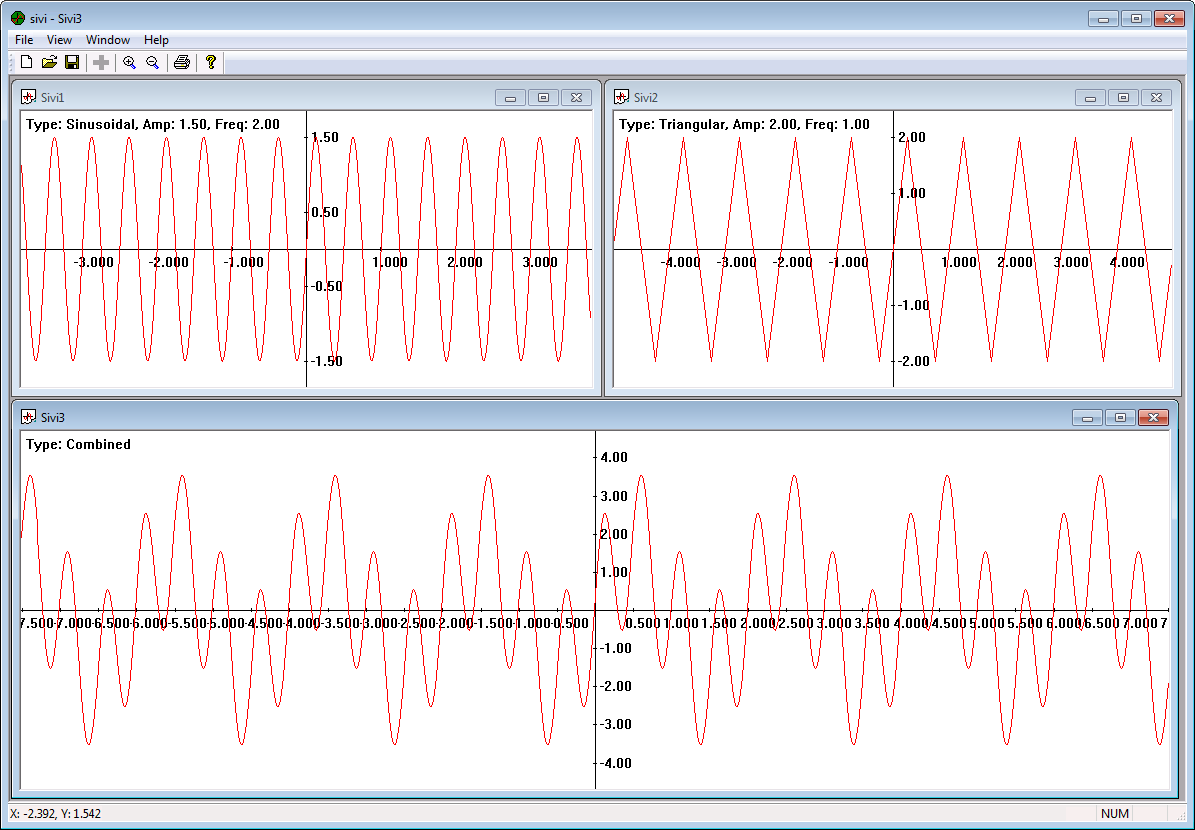 sivi - Sivi3
File View Window Help
Sivi1
Type: Sinusoidal, Amp: 1.50, Freq: 2.00
1.50
0.50
-3.000 -2.000 -1.000 1.000 2.000 3.000
-0.50
-1.50
Sivi2
Type: Triangular, Amp: 2.00, Freq: 1.00
2.00
1.00
-4.000 -3.000 -2.000 -1.000 1.000 2.000 3.000 4.000
-1.00
-2.00
Sivi3
Type: Combined
4.00
3.00
2.00
1.00
7.500 -7.000 -6.500 -6.000 -5.500 -5.000 -4.500 -4.000 -3.500 -3.000 -2.500 -2.000 -1.500 -1.000 -0.500 0.500 1.000 1.500 2.000 2.500 3.000 3.500 4.000 4.500 5.000 5.500 6.000 6.500 7.000 7
-1.00
-2.00
-3.00
-4.00
X: -2.392, Y: 1.542 NUM